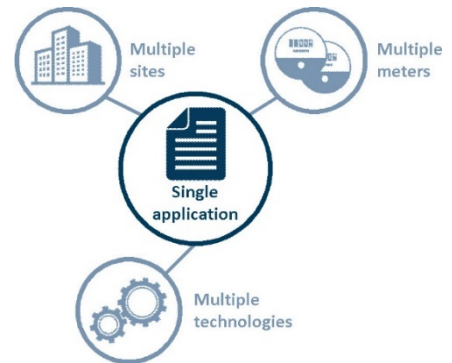 Multiple
sites
Multiple
meters
Single
application
Multiple
technologies